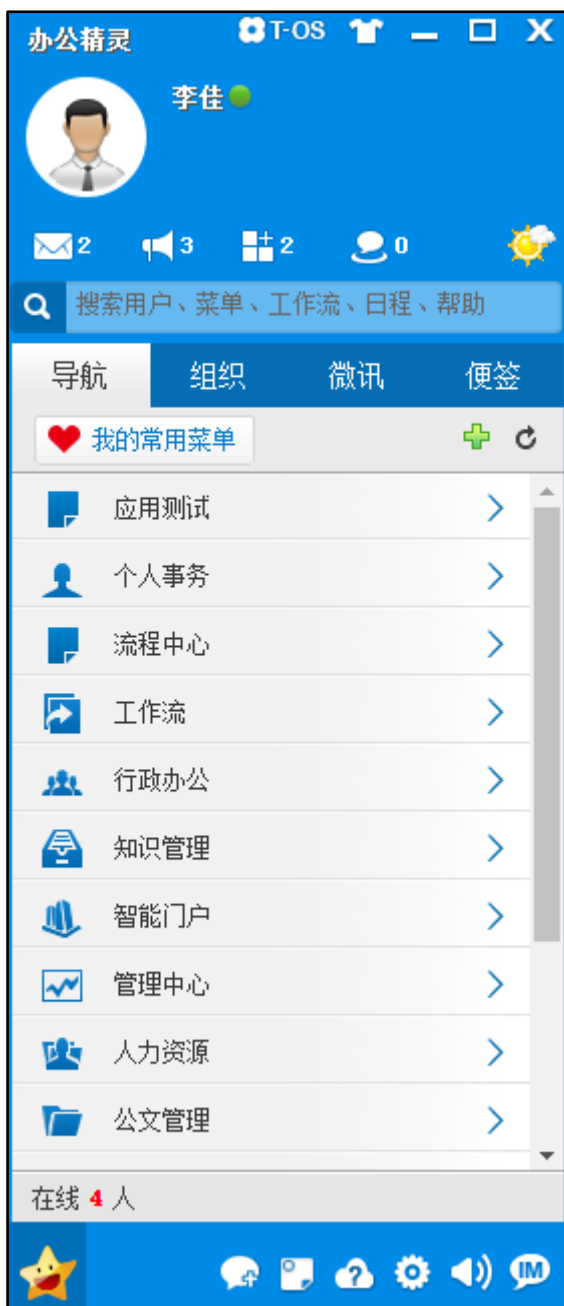 办公精灵 T-OS
李佳
2 3 2 0
搜索用户、菜单、工作流、日程、帮助
导航 组织 微讯 便签
我的常用菜单
应用测试
个人事务
流程中心
工作流
行政办公
知识管理
智能门户
管理中心
人力资源
公文管理
在线 4 人
IM